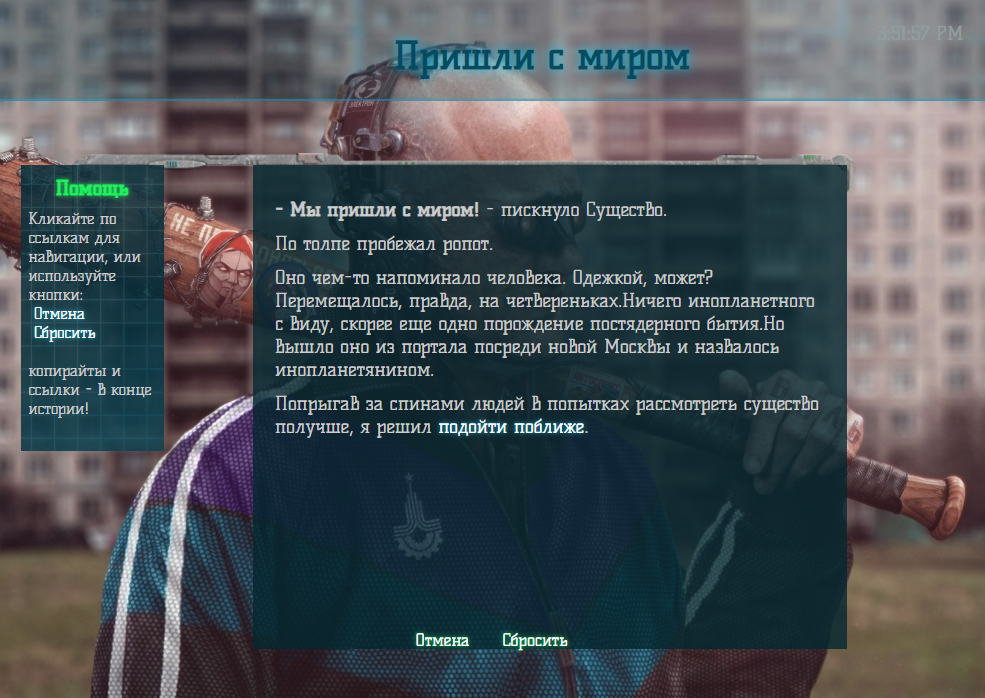 8:51:57 PM
Пришли с миром
ЭЛЕКТРОН
Помощь
Кликайте по
ссылкам для
навигации, или
используйте
кнопки:
Отмена
Сбросить
копирайты и
ссылки - в конце
истории!
НЕ
- Мы пришли с миром! - пискнуло Существо.
По толпе пробежал ропот.
Оно чем-то напоминало человека. Одежкой, может?
Перемещалось, правда, на четвереньках.Ничего инопланетного
с виду, скорее еще одно порождение постядерного бытия.Но
вышло оно из портала посреди новой Москвы и назвалось
инопланетянином.
Попрыгав за спинами людей в попытках рассмотреть существо
получше, я решил подойти поближе.
Отмена Сбросить